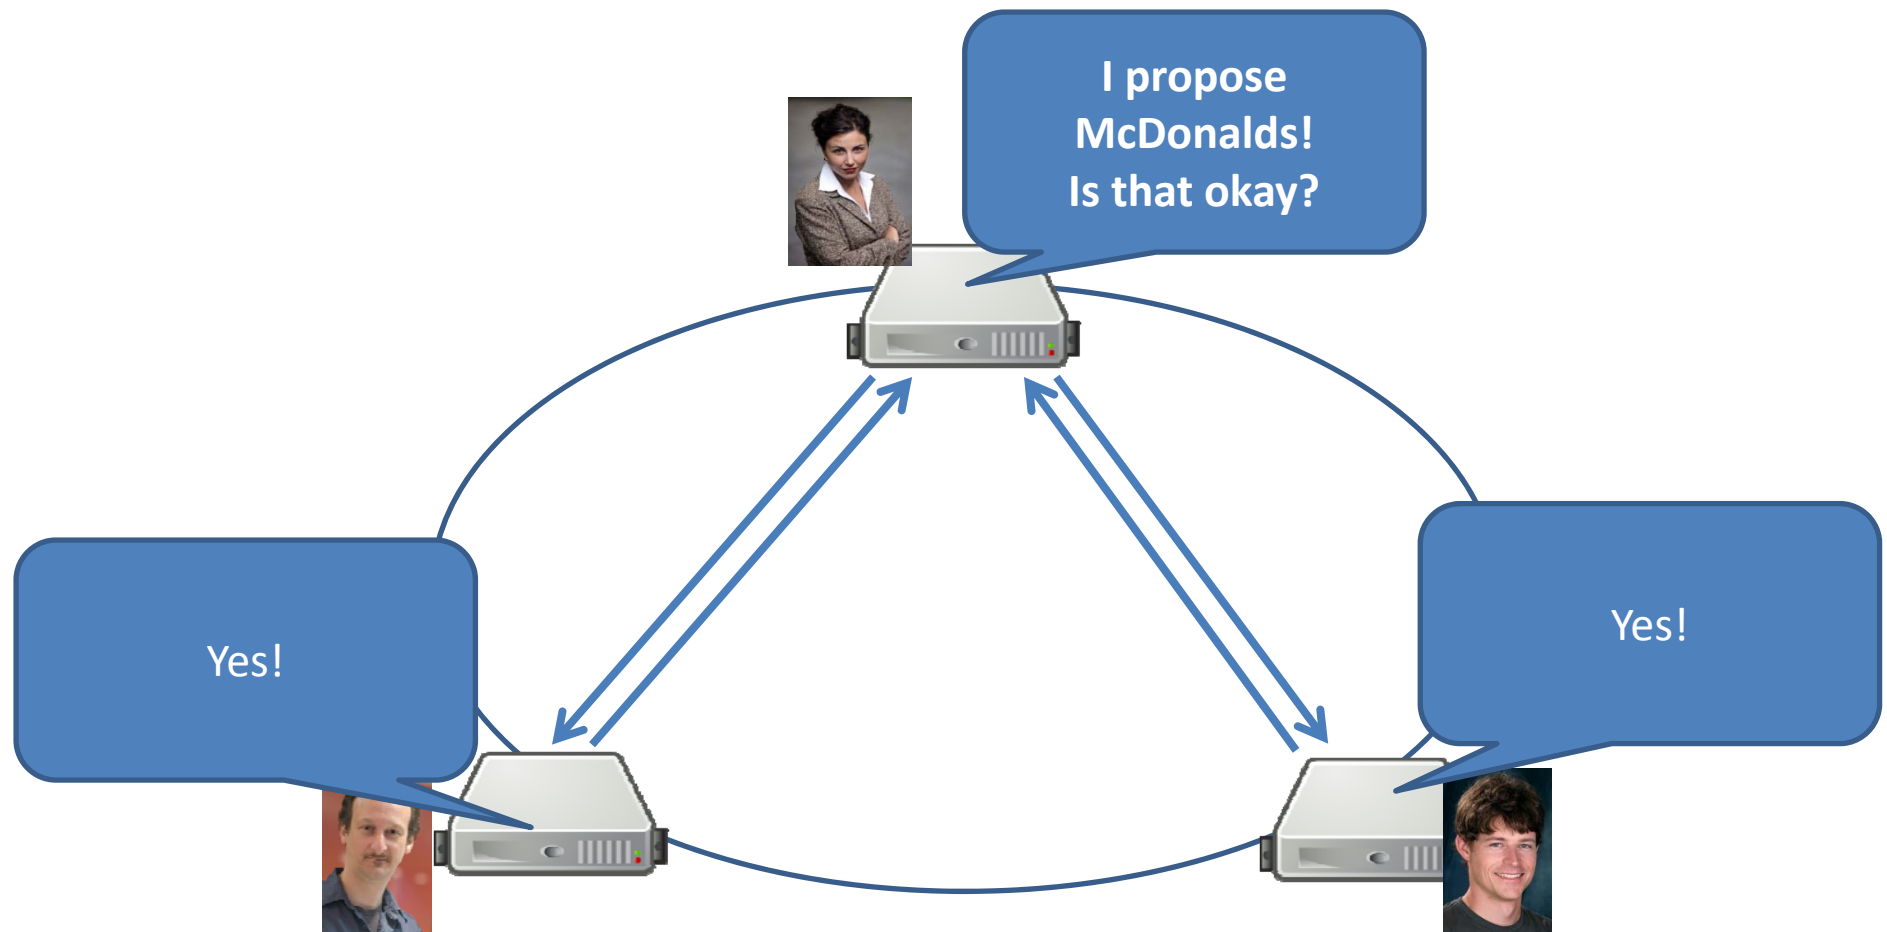 I propose
McDonalds!
Is that okay?
Yes!
Yes!